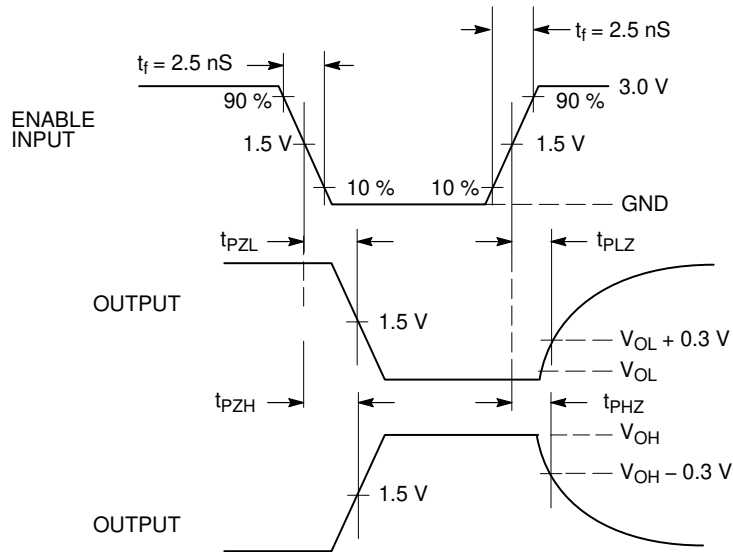 t_f = 2.5 nS
t_f = 2.5 nS
3.0 V
90 %
90 %
ENABLE
INPUT
1.5 V
1.5 V
10 %
10 %
GND
t_PZL
t_PLZ
OUTPUT
1.5 V
V_OL + 0.3 V
V_OL
t_PZH
t_PHZ
V_OH
V_OH – 0.3 V
1.5 V
OUTPUT